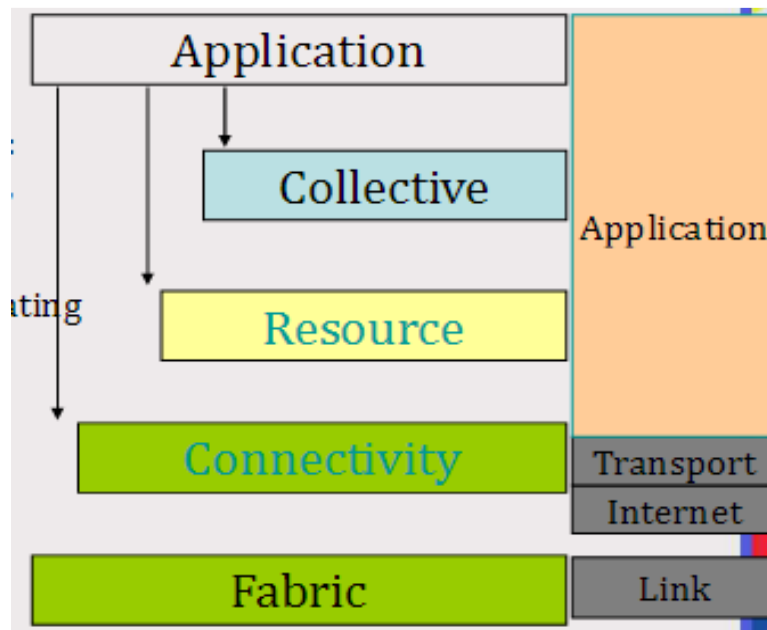 Application
Collective
Application
ating
Resource
Connectivity
Transport
Internet
Fabric
Link